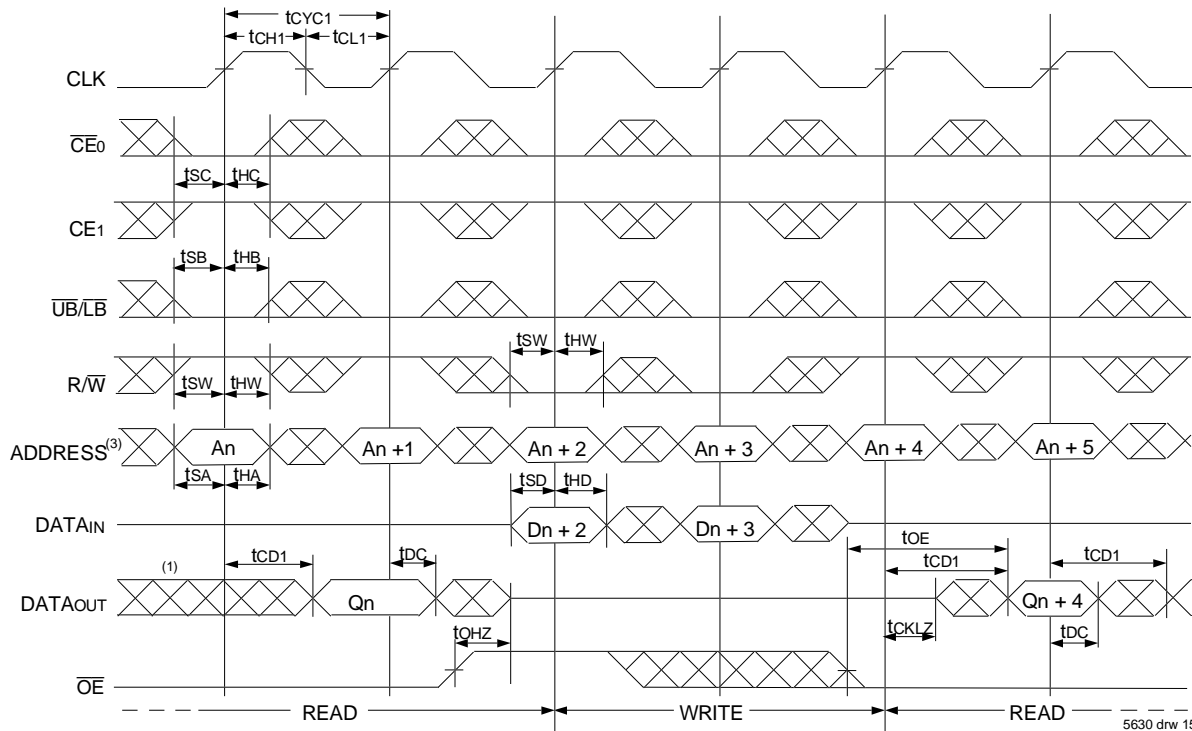 tCYC1
tCH1 tCL1
CLK
CE0
tSC tHC
CE1
tSB tHB
UB/LB
tSW tHW
R/W
tSW tHW
ADDRESS(3) An An +1 An + 2 An + 3 An + 4 An + 5
tSA tHA
tSD tHD
DATAIN Dn + 2 Dn + 3
tOE
(1) tCD1 tDC tCD1 tCD1
DATAOUT Qn Qn + 4
tOHZ tCKLZ tDC
OE
READ WRITE READ
5630 drw 15